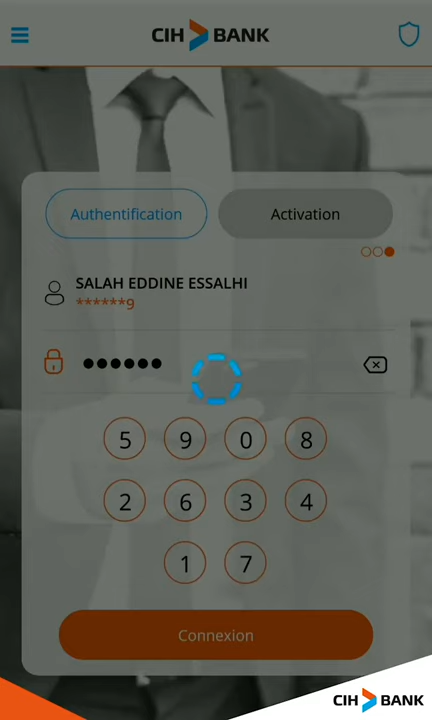 CIH BANK
Authentification
Activation
SALAH EDDINE ESSALHI
******9
5 9 0 8
2 6 3 4
1 7
Connexion
CIH BANK